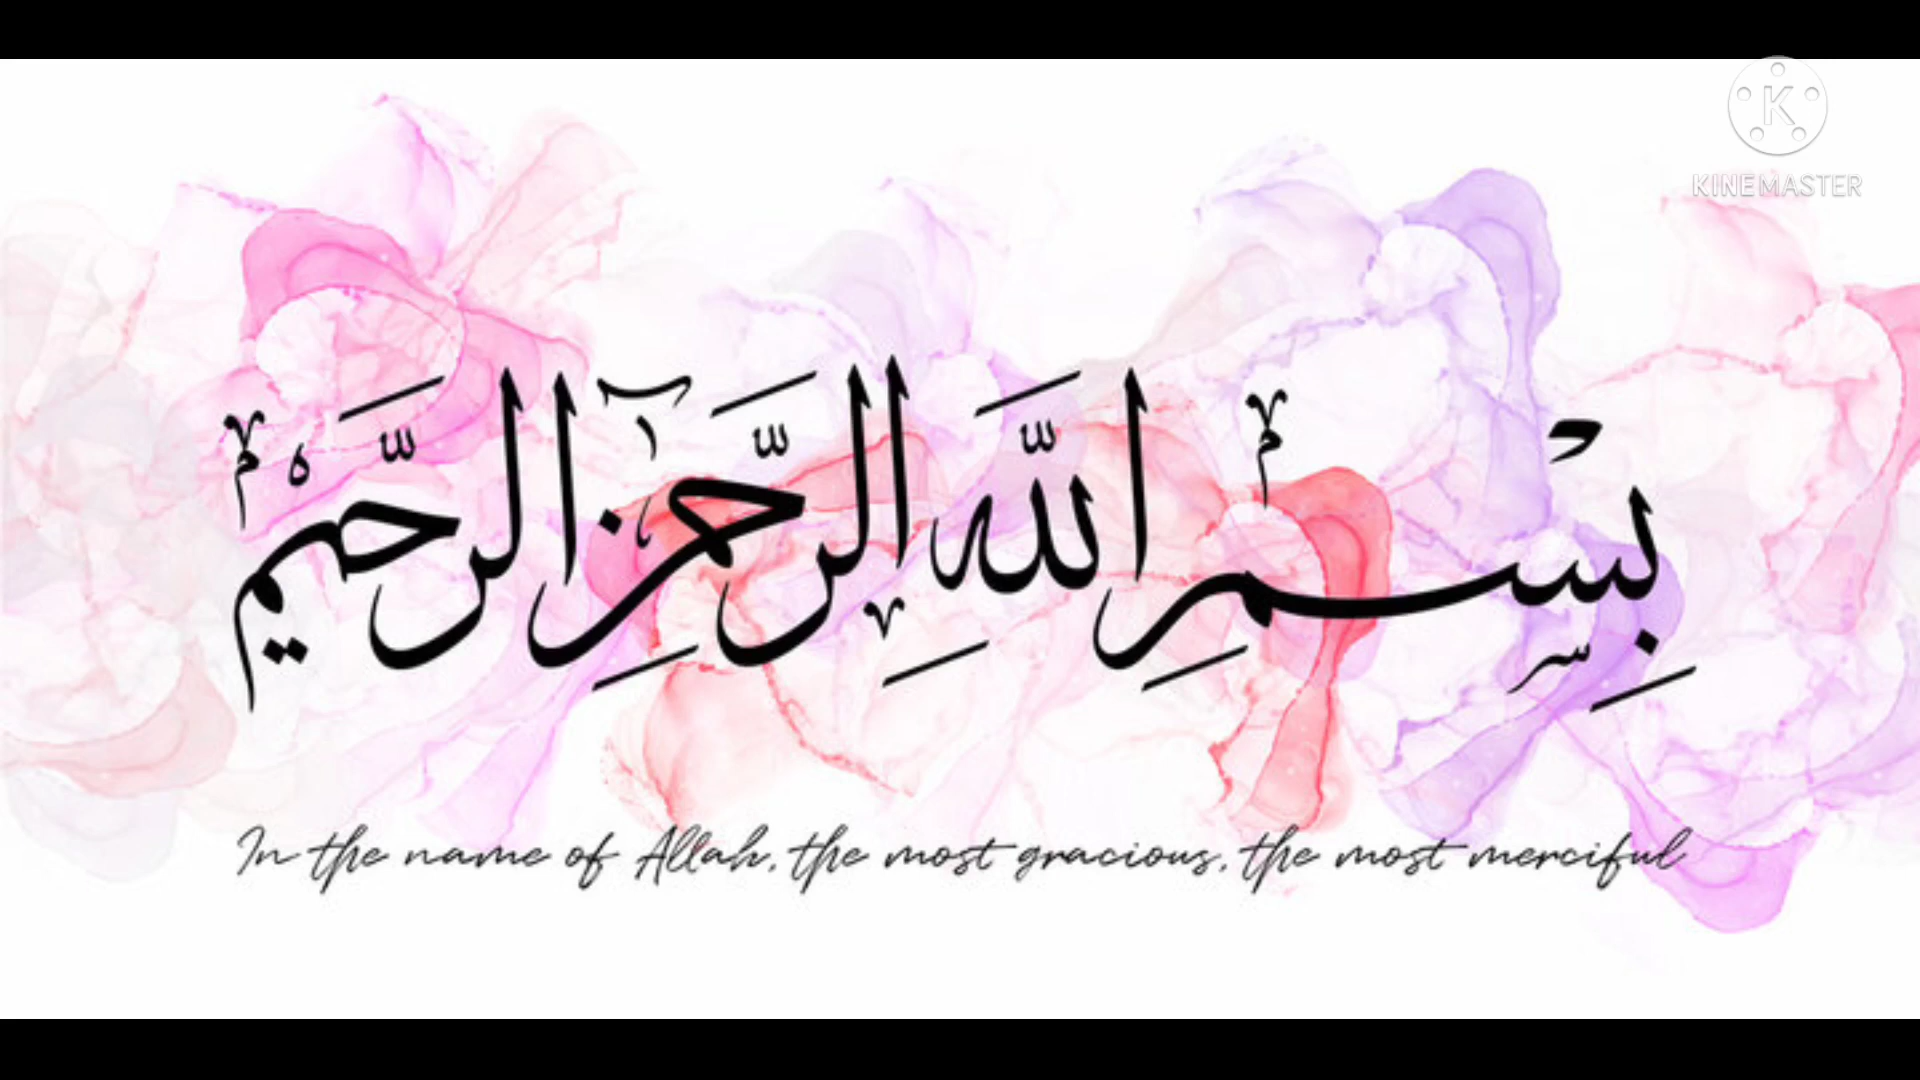 K
KINEMASTER
بِسْمِ اللَّهِ الرَّحْمَٰنِ الرَّحِيمِ
In the name of Allah, the most gracious, the most merciful